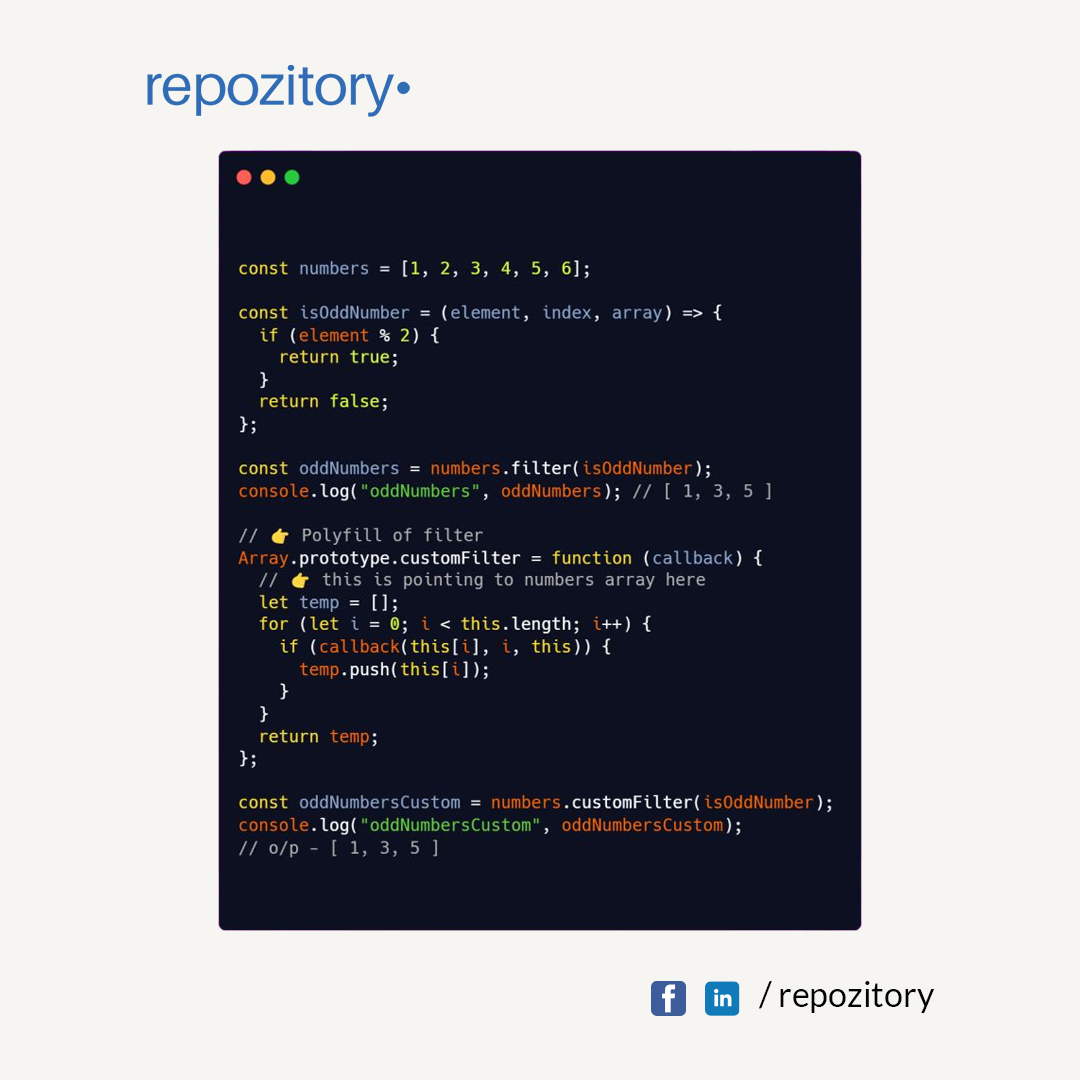 repozitory•
const numbers = [1, 2, 3, 4, 5, 6];
const isOddNumber = (element, index, array) => {
  if (element % 2) {
    return true;
  }
  return false;
};
const oddNumbers = numbers.filter(isOddNumber);
console.log("oddNumbers", oddNumbers); // [ 1, 3, 5 ]
// 👉 Polyfill of filter
Array.prototype.customFilter = function (callback) {
  // 👉 this is pointing to numbers array here
  let temp = [];
  for (let i = 0; i < this.length; i++) {
    if (callback(this[i], i, this)) {
      temp.push(this[i]);
    }
  }
  return temp;
};
const oddNumbersCustom = numbers.customFilter(isOddNumber);
console.log("oddNumbersCustom", oddNumbersCustom);
// o/p - [ 1, 3, 5 ]
f in / repozitory